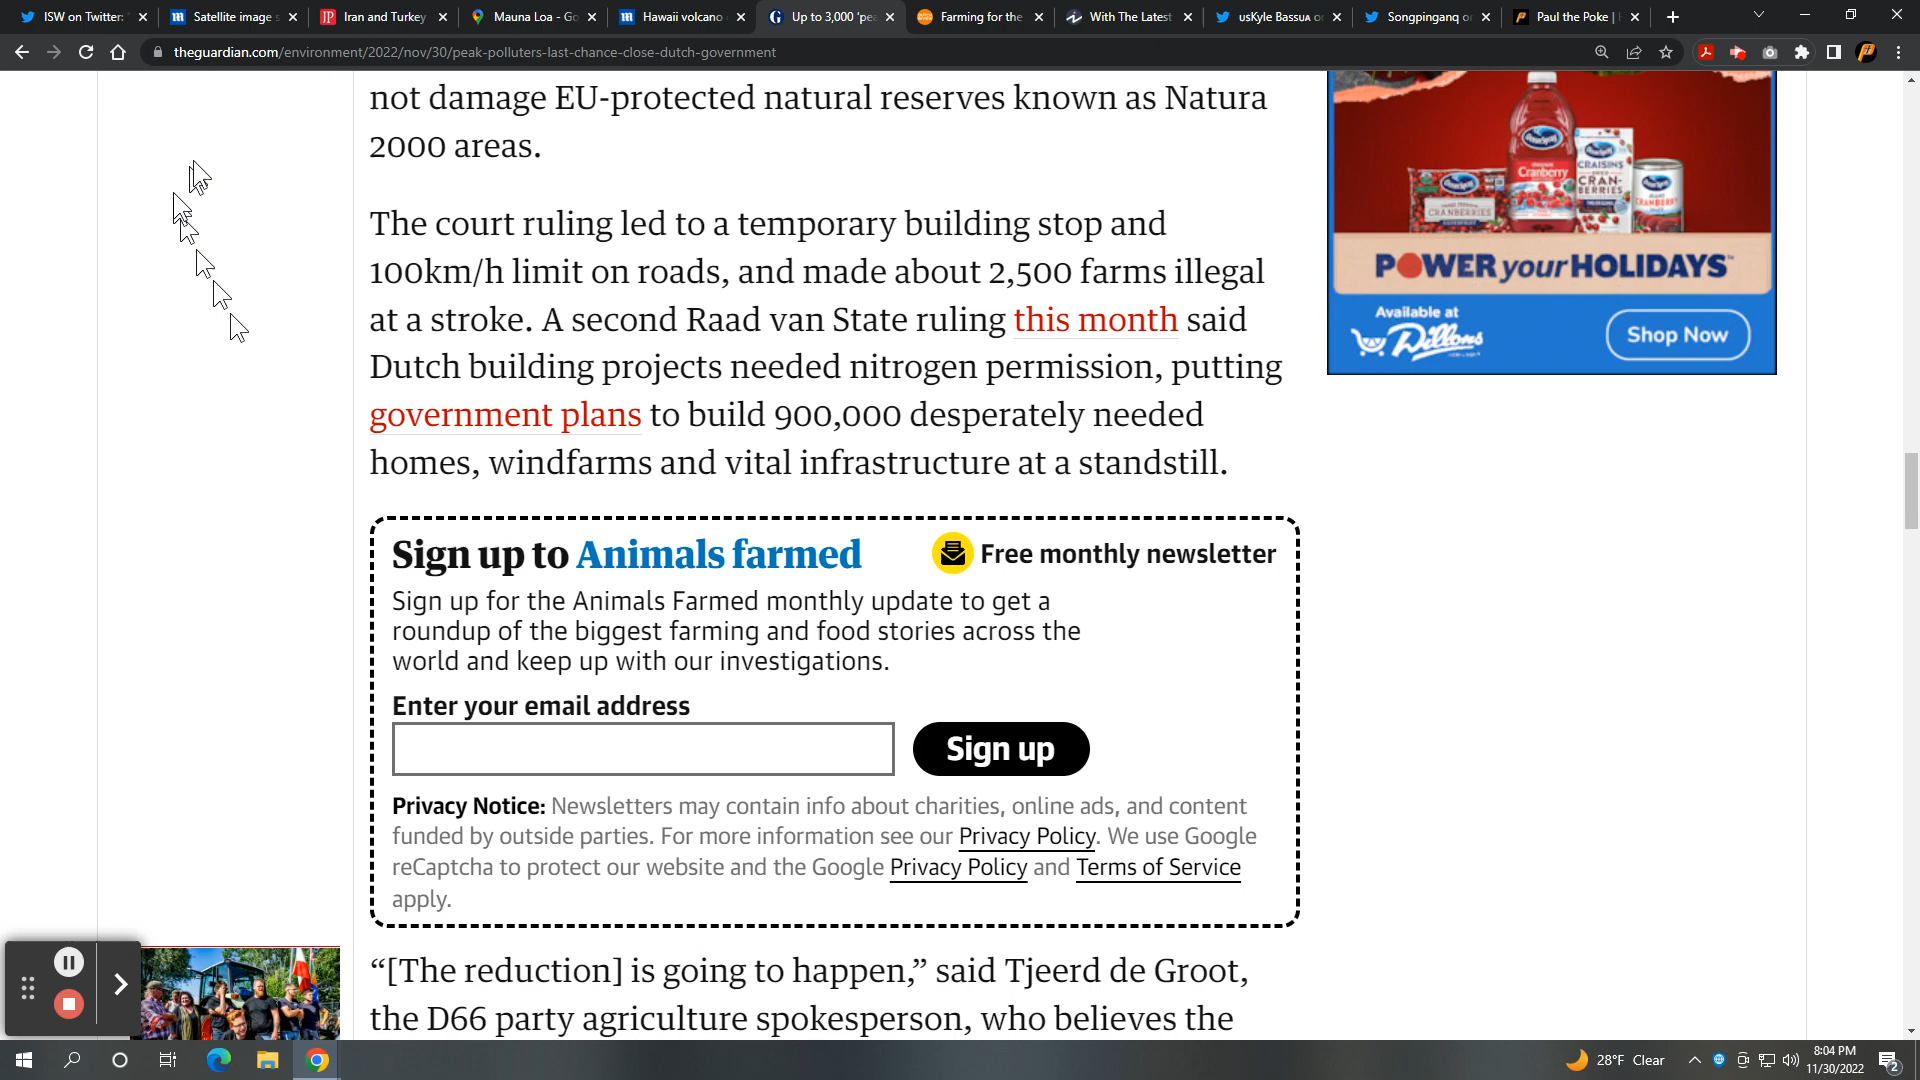 ISW on Twitter:
Satellite image
Iran and Turkey
Mauna Loa - Go
Hawaii volcano
Up to 3,000 'pe
Farming for the
With The Latest
usKyle Bassuᴀ o
Songpinganq o
Paul the Poke |
theguardian.com/environment/2022/nov/30/peak-polluters-last-chance-close-dutch-government
not damage EU-protected natural reserves known as Natura
2000 areas.
The court ruling led to a temporary building stop and
100km/h limit on roads, and made about 2,500 farms illegal
at a stroke. A second Raad van State ruling this month said
Dutch building projects needed nitrogen permission, putting
government plans to build 900,000 desperately needed
homes, windfarms and vital infrastructure at a standstill.
Cranberry
CRAISINS
CRAN-
BERRIES
CRANBERRIES
CRANBERRY
POWER your HOLIDAYS™
Available at
Dillons
Shop Now
Sign up to Animals farmed
Free monthly newsletter
Sign up for the Animals Farmed monthly update to get a
roundup of the biggest farming and food stories across the
world and keep up with our investigations.
Enter your email address
Sign up
Privacy Notice: Newsletters may contain info about charities, online ads, and content
funded by outside parties. For more information see our Privacy Policy. We use Google
reCaptcha to protect our website and the Google Privacy Policy and Terms of Service
apply.
“[The reduction] is going to happen,” said Tjeerd de Groot,
the D66 party agriculture spokesperson, who believes the
28°F Clear
8:04 PM
11/30/2022
2